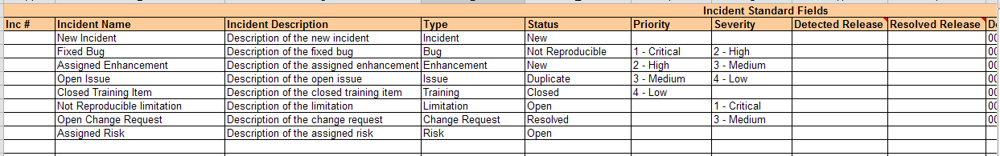 Incident Standard Fields
Inc # Incident Name Incident Description Type Status Priority Severity Detected Release Resolved Release
New Incident Description of the new incident Incident New 00
Fixed Bug Description of the fixed bug Bug Not Reproducible 1 - Critical 2 - High 00
Assigned Enhancement Description of the assigned enhancement Enhancement New 2 - High 3 - Medium 00
Open Issue Description of the open issue Issue Duplicate 3 - Medium 4 - Low 00
Closed Training Item Description of the closed training item Training Closed 4 - Low 00
Not Reproducible limitation Description of the limitation Limitation Open 1 - Critical 00
Open Change Request Description of the change request Change Request Resolved 3 - Medium 00
Assigned Risk Description of the assigned risk Risk Open